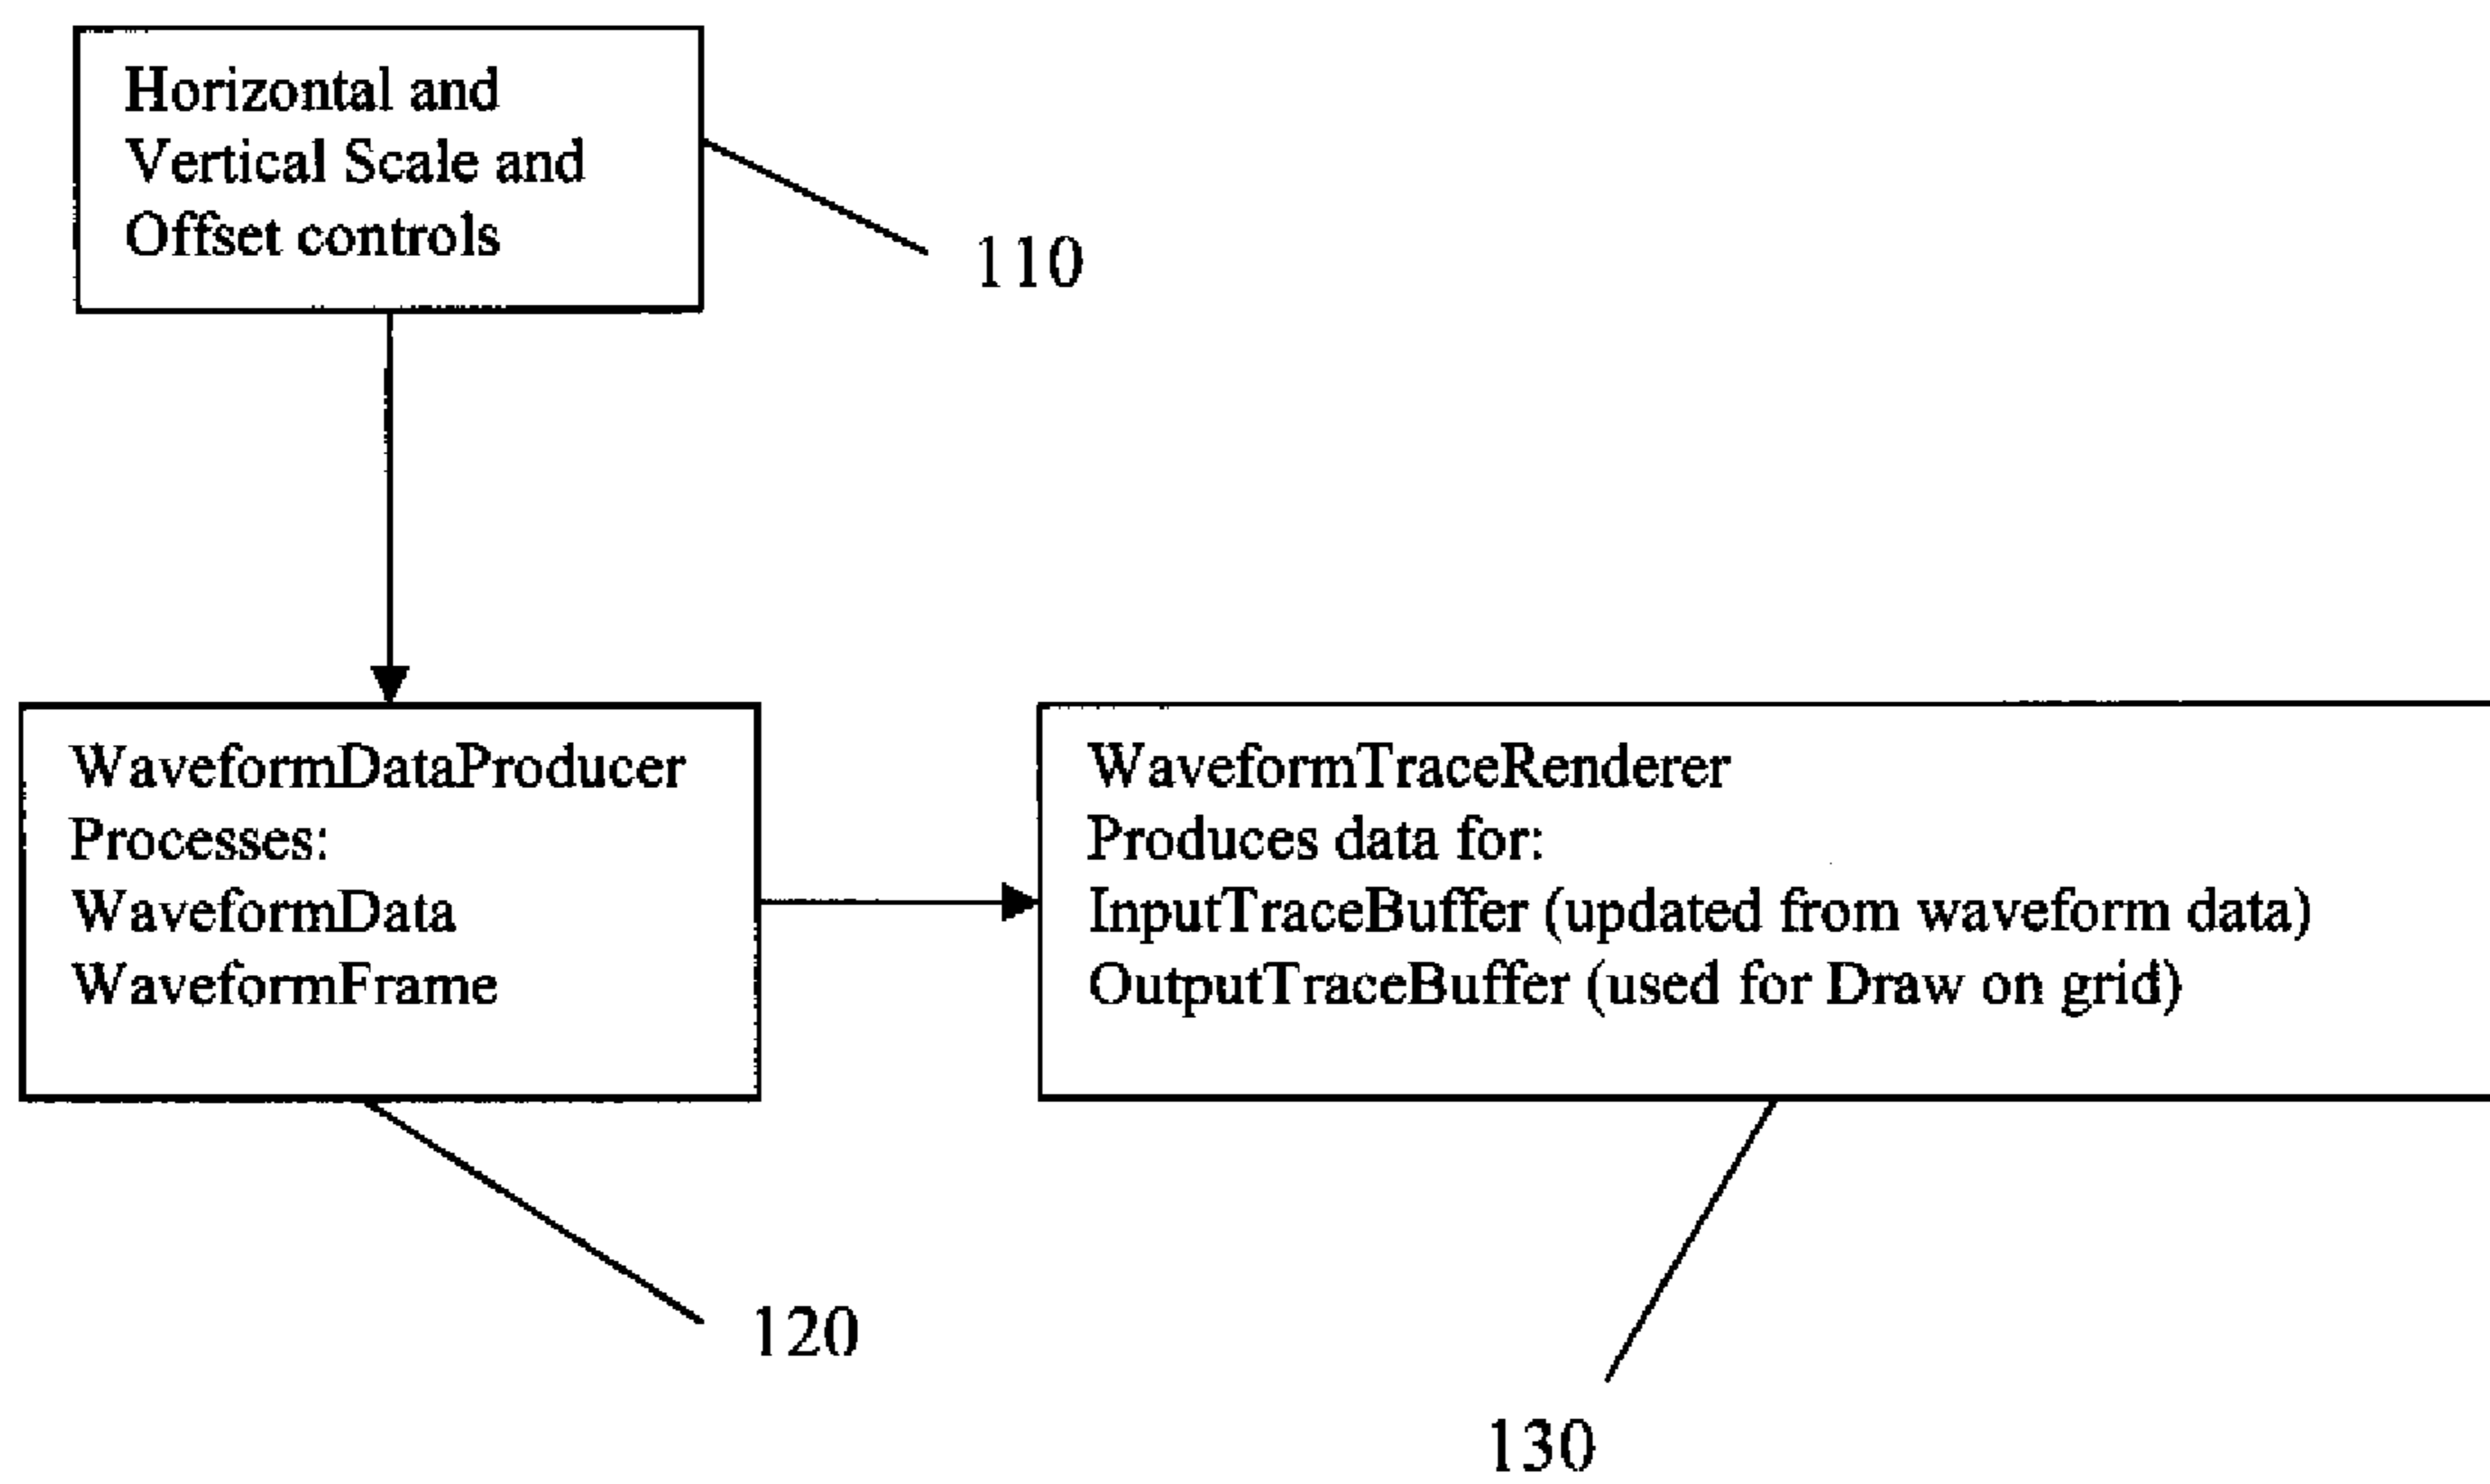 Horizontal and
Vertical Scale and
Offset controls
110
WaveformDataProducer
Processes:
WaveformData
WaveformFrame
WaveformTraceRenderer
Produces data for:
InputTraceBuffer (updated from waveform data)
OutputTraceBuffer (used for Draw on grid)
120
130